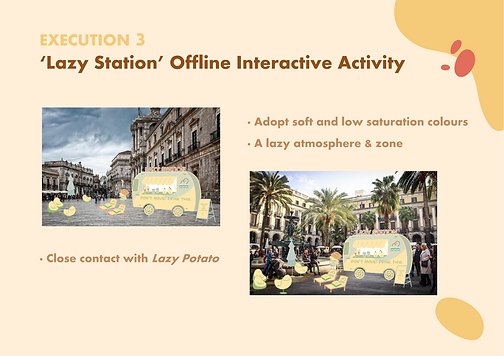 EXECUTION 3
‘Lazy Station’ Offline Interactive Activity
• Adopt soft and low saturation colours
• A lazy atmosphere & zone
• Close contact with Lazy Potato